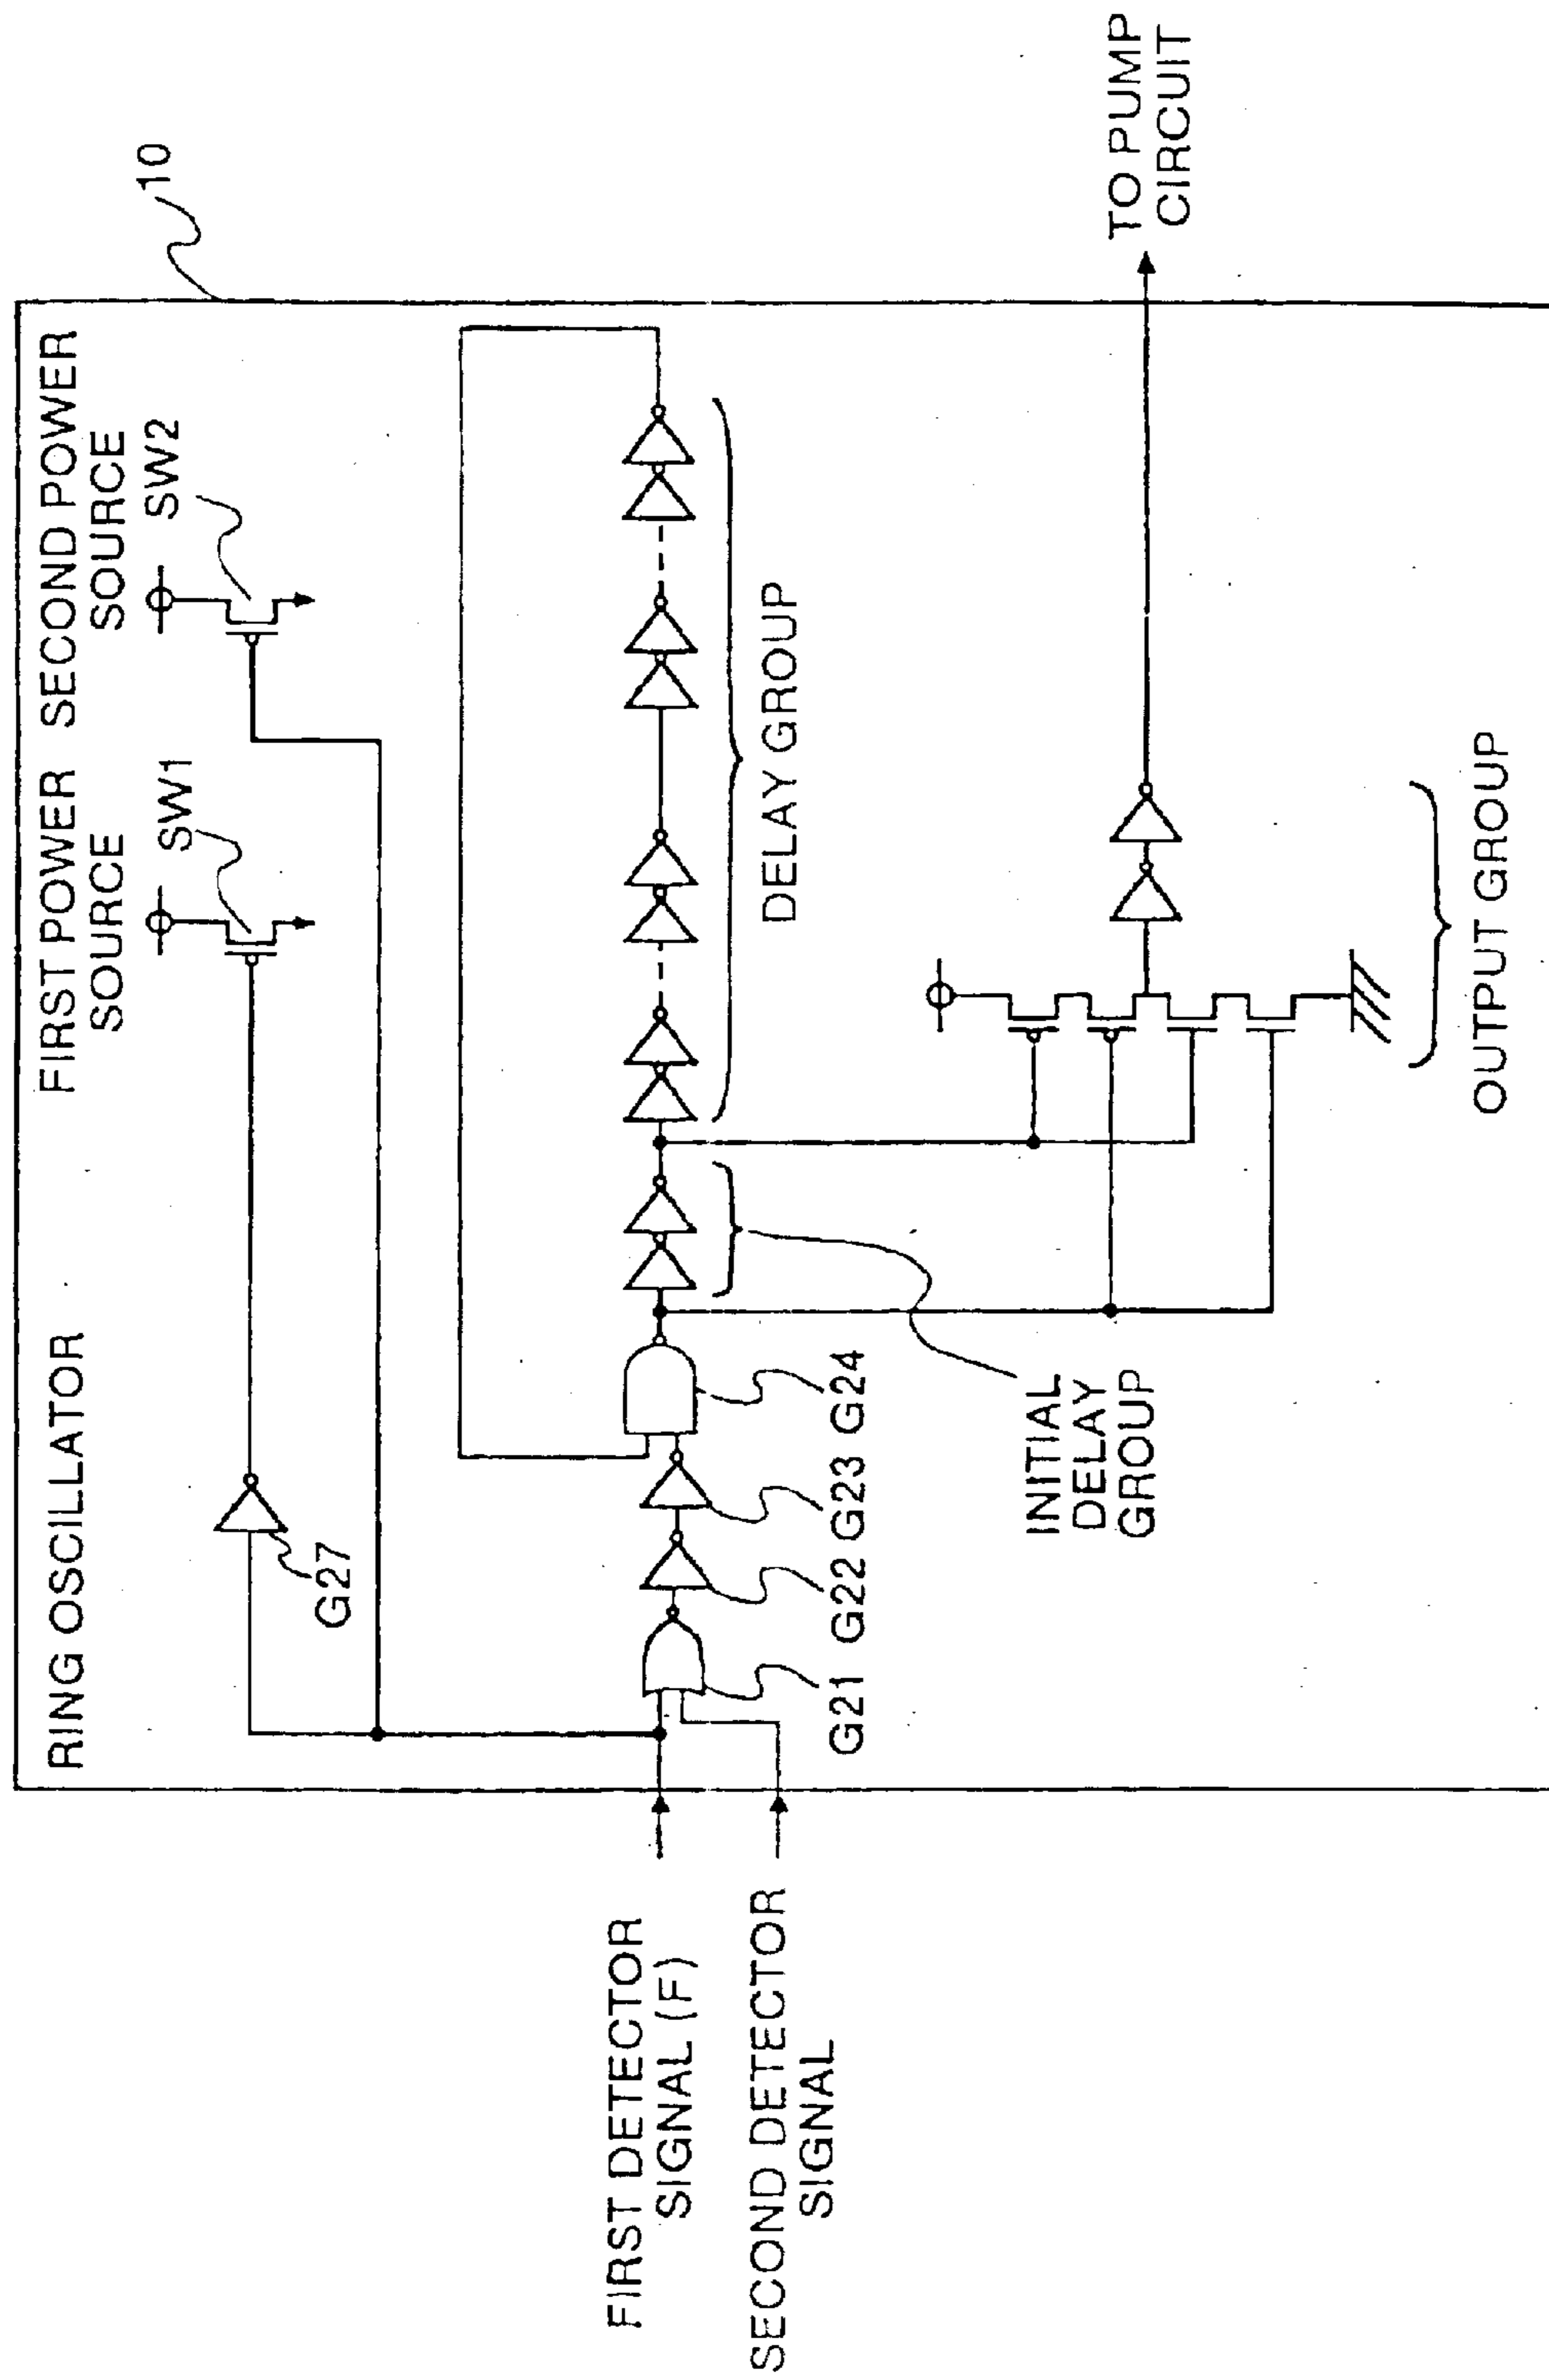 RING OSCILLATOR
FIRST POWER
SOURCE
SECOND POWER
SOURCE
10
SW1
SW2
G27
FIRST DETECTOR
SIGNAL (F)
SECOND DETECTOR
SIGNAL
G21
G22
G23
G24
INITIAL
DELAY
GROUP
DELAY GROUP
OUTPUT GROUP
TO PUMP
CIRCUIT